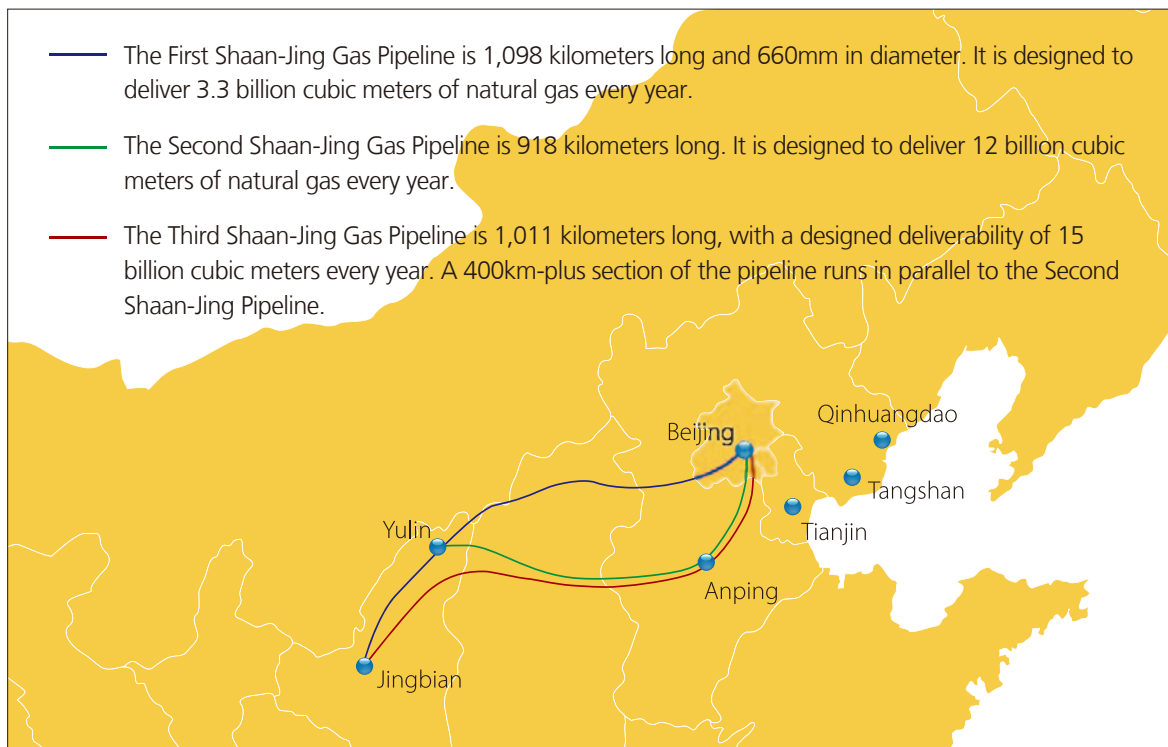 The First Shaan-Jing Gas Pipeline is 1,098 kilometers long and 660mm in diameter. It is designed to
deliver 3.3 billion cubic meters of natural gas every year.
The Second Shaan-Jing Gas Pipeline is 918 kilometers long. It is designed to deliver 12 billion cubic
meters of natural gas every year.
The Third Shaan-Jing Gas Pipeline is 1,011 kilometers long, with a designed deliverability of 15
billion cubic meters every year. A 400km-plus section of the pipeline runs in parallel to the Second
Shaan-Jing Pipeline.
Qinhuangdao
Beijing
Tangshan
Tianjin
Yulin
Anping
Jingbian